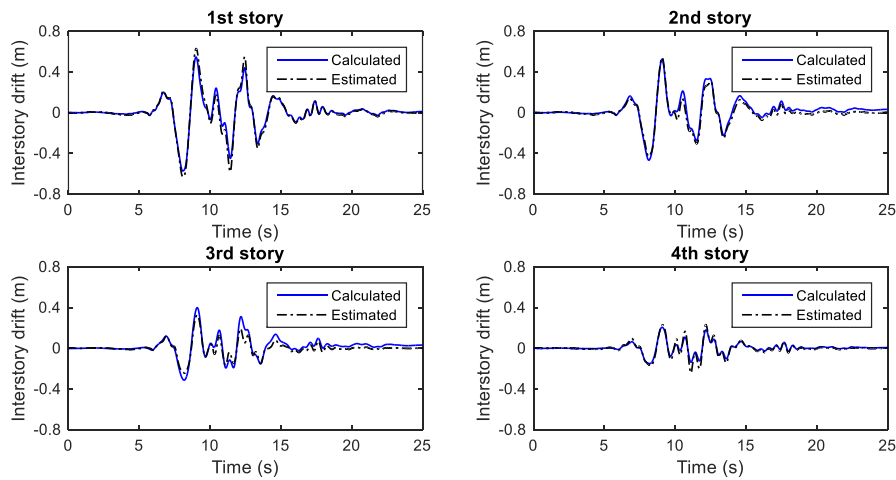 1st story
Interstory drift (m)
0.8
0.4
0
-0.4
-0.8
Calculated
Estimated
0 5 10 15 20 25
Time (s)
2nd story
Interstory drift (m)
0.8
0.4
0
-0.4
-0.8
Calculated
Estimated
0 5 10 15 20 25
Time (s)
3rd story
Interstory drift (m)
0.8
0.4
0
-0.4
-0.8
Calculated
Estimated
0 5 10 15 20 25
Time (s)
4th story
Interstory drift (m)
0.8
0.4
0
-0.4
-0.8
Calculated
Estimated
0 5 10 15 20 25
Time (s)